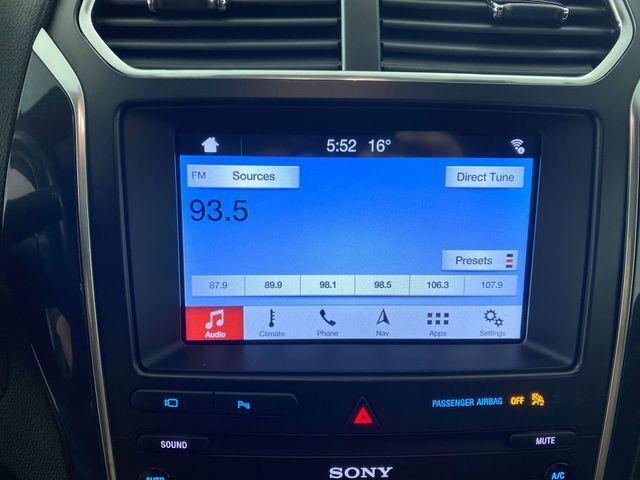 5:52 16°
FM Sources Direct Tune
93.5
Presets
87.9 89.9 98.1 98.5 106.3 107.9
Audio Climate Phone Nav Apps Settings
PASSENGER AIRBAG OFF
SOUND MUTE
SONY
AUTO A/C